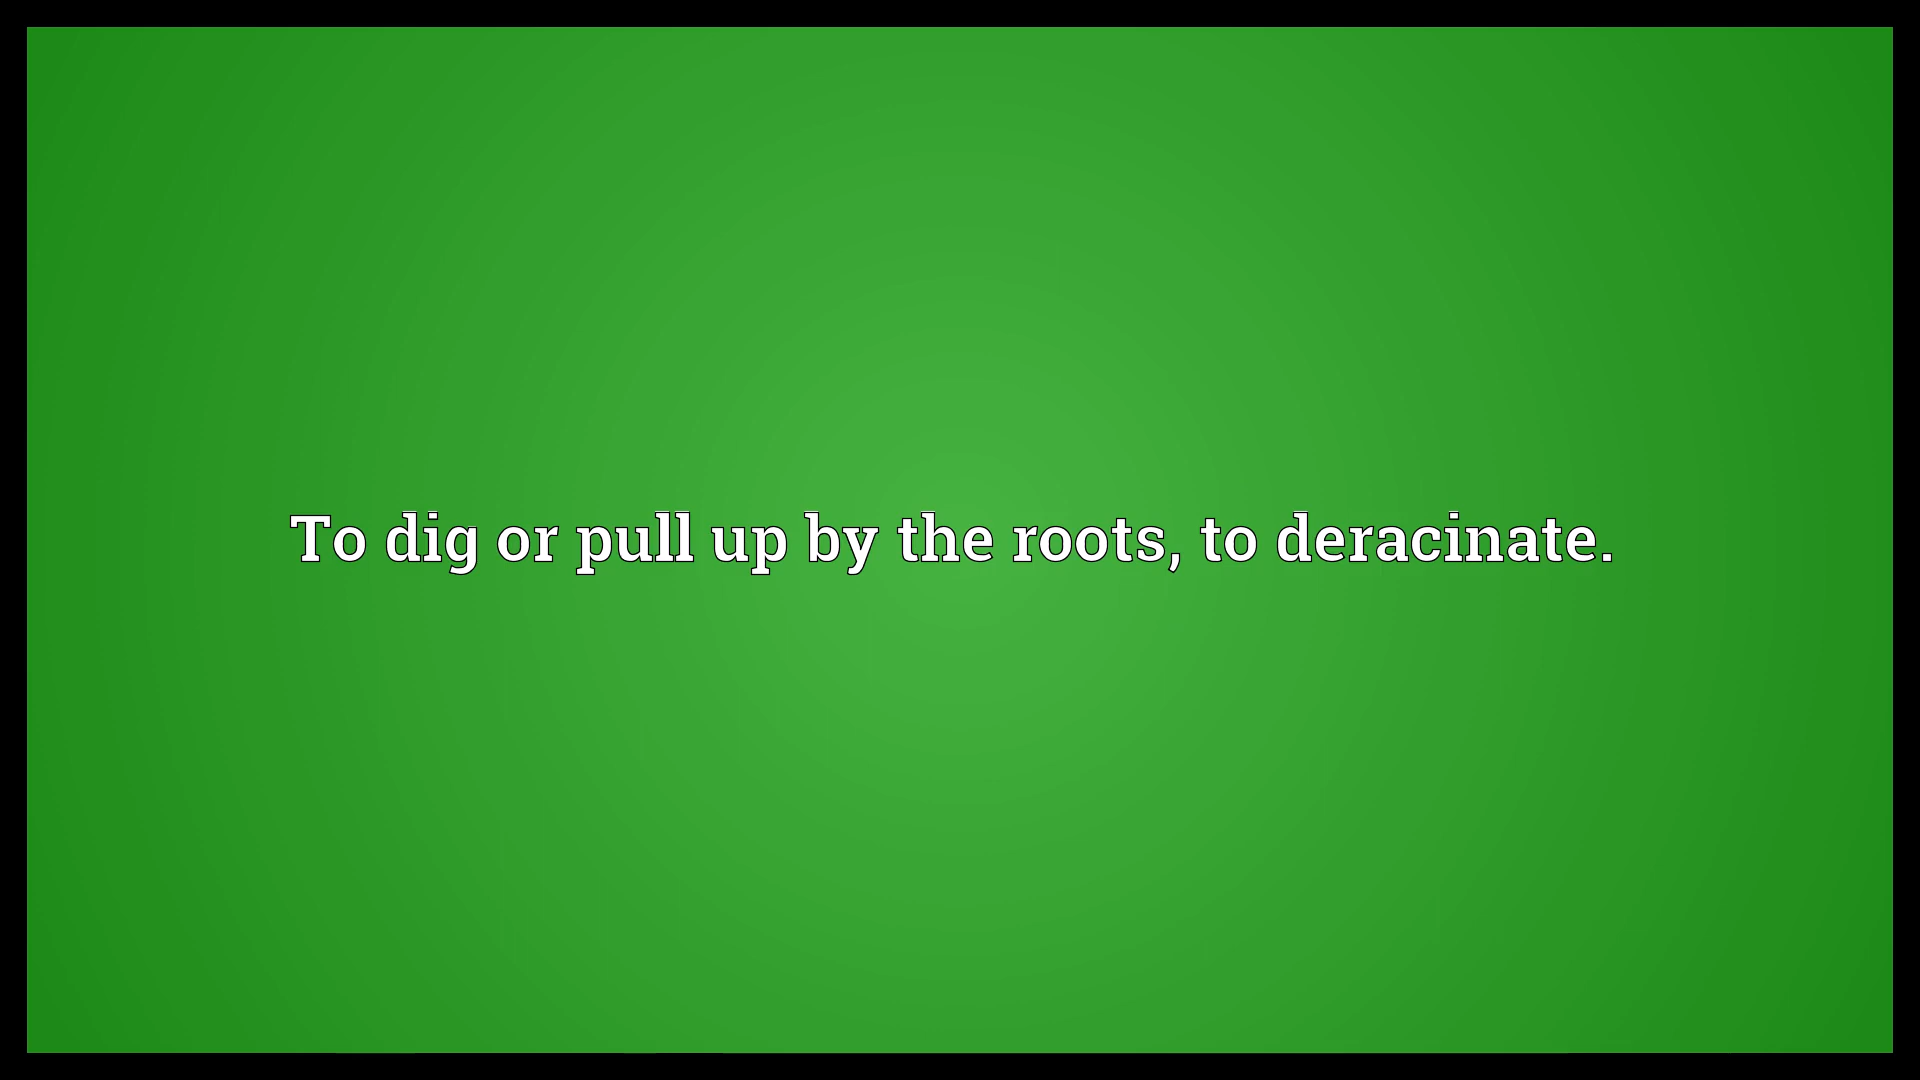 To dig or pull up by the roots, to deracinate.